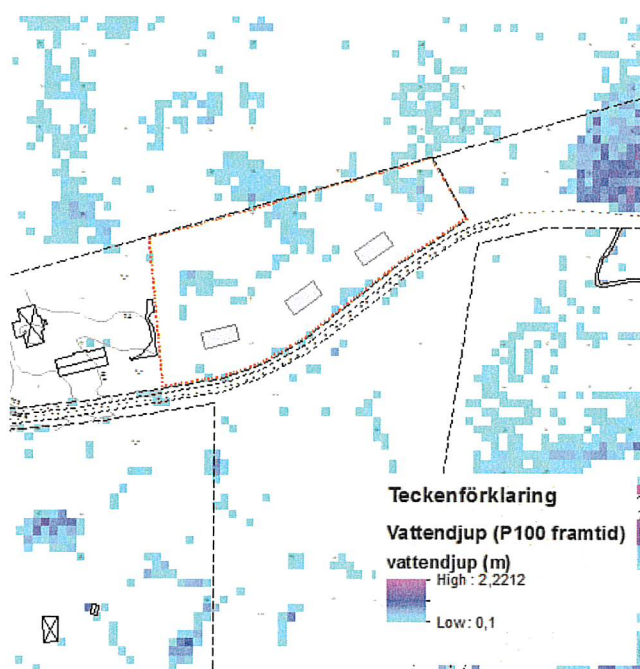 Teckenförklaring
Vattendjup (P100 framtid)
vattendjup (m)
High : 2,2212
Low : 0,1